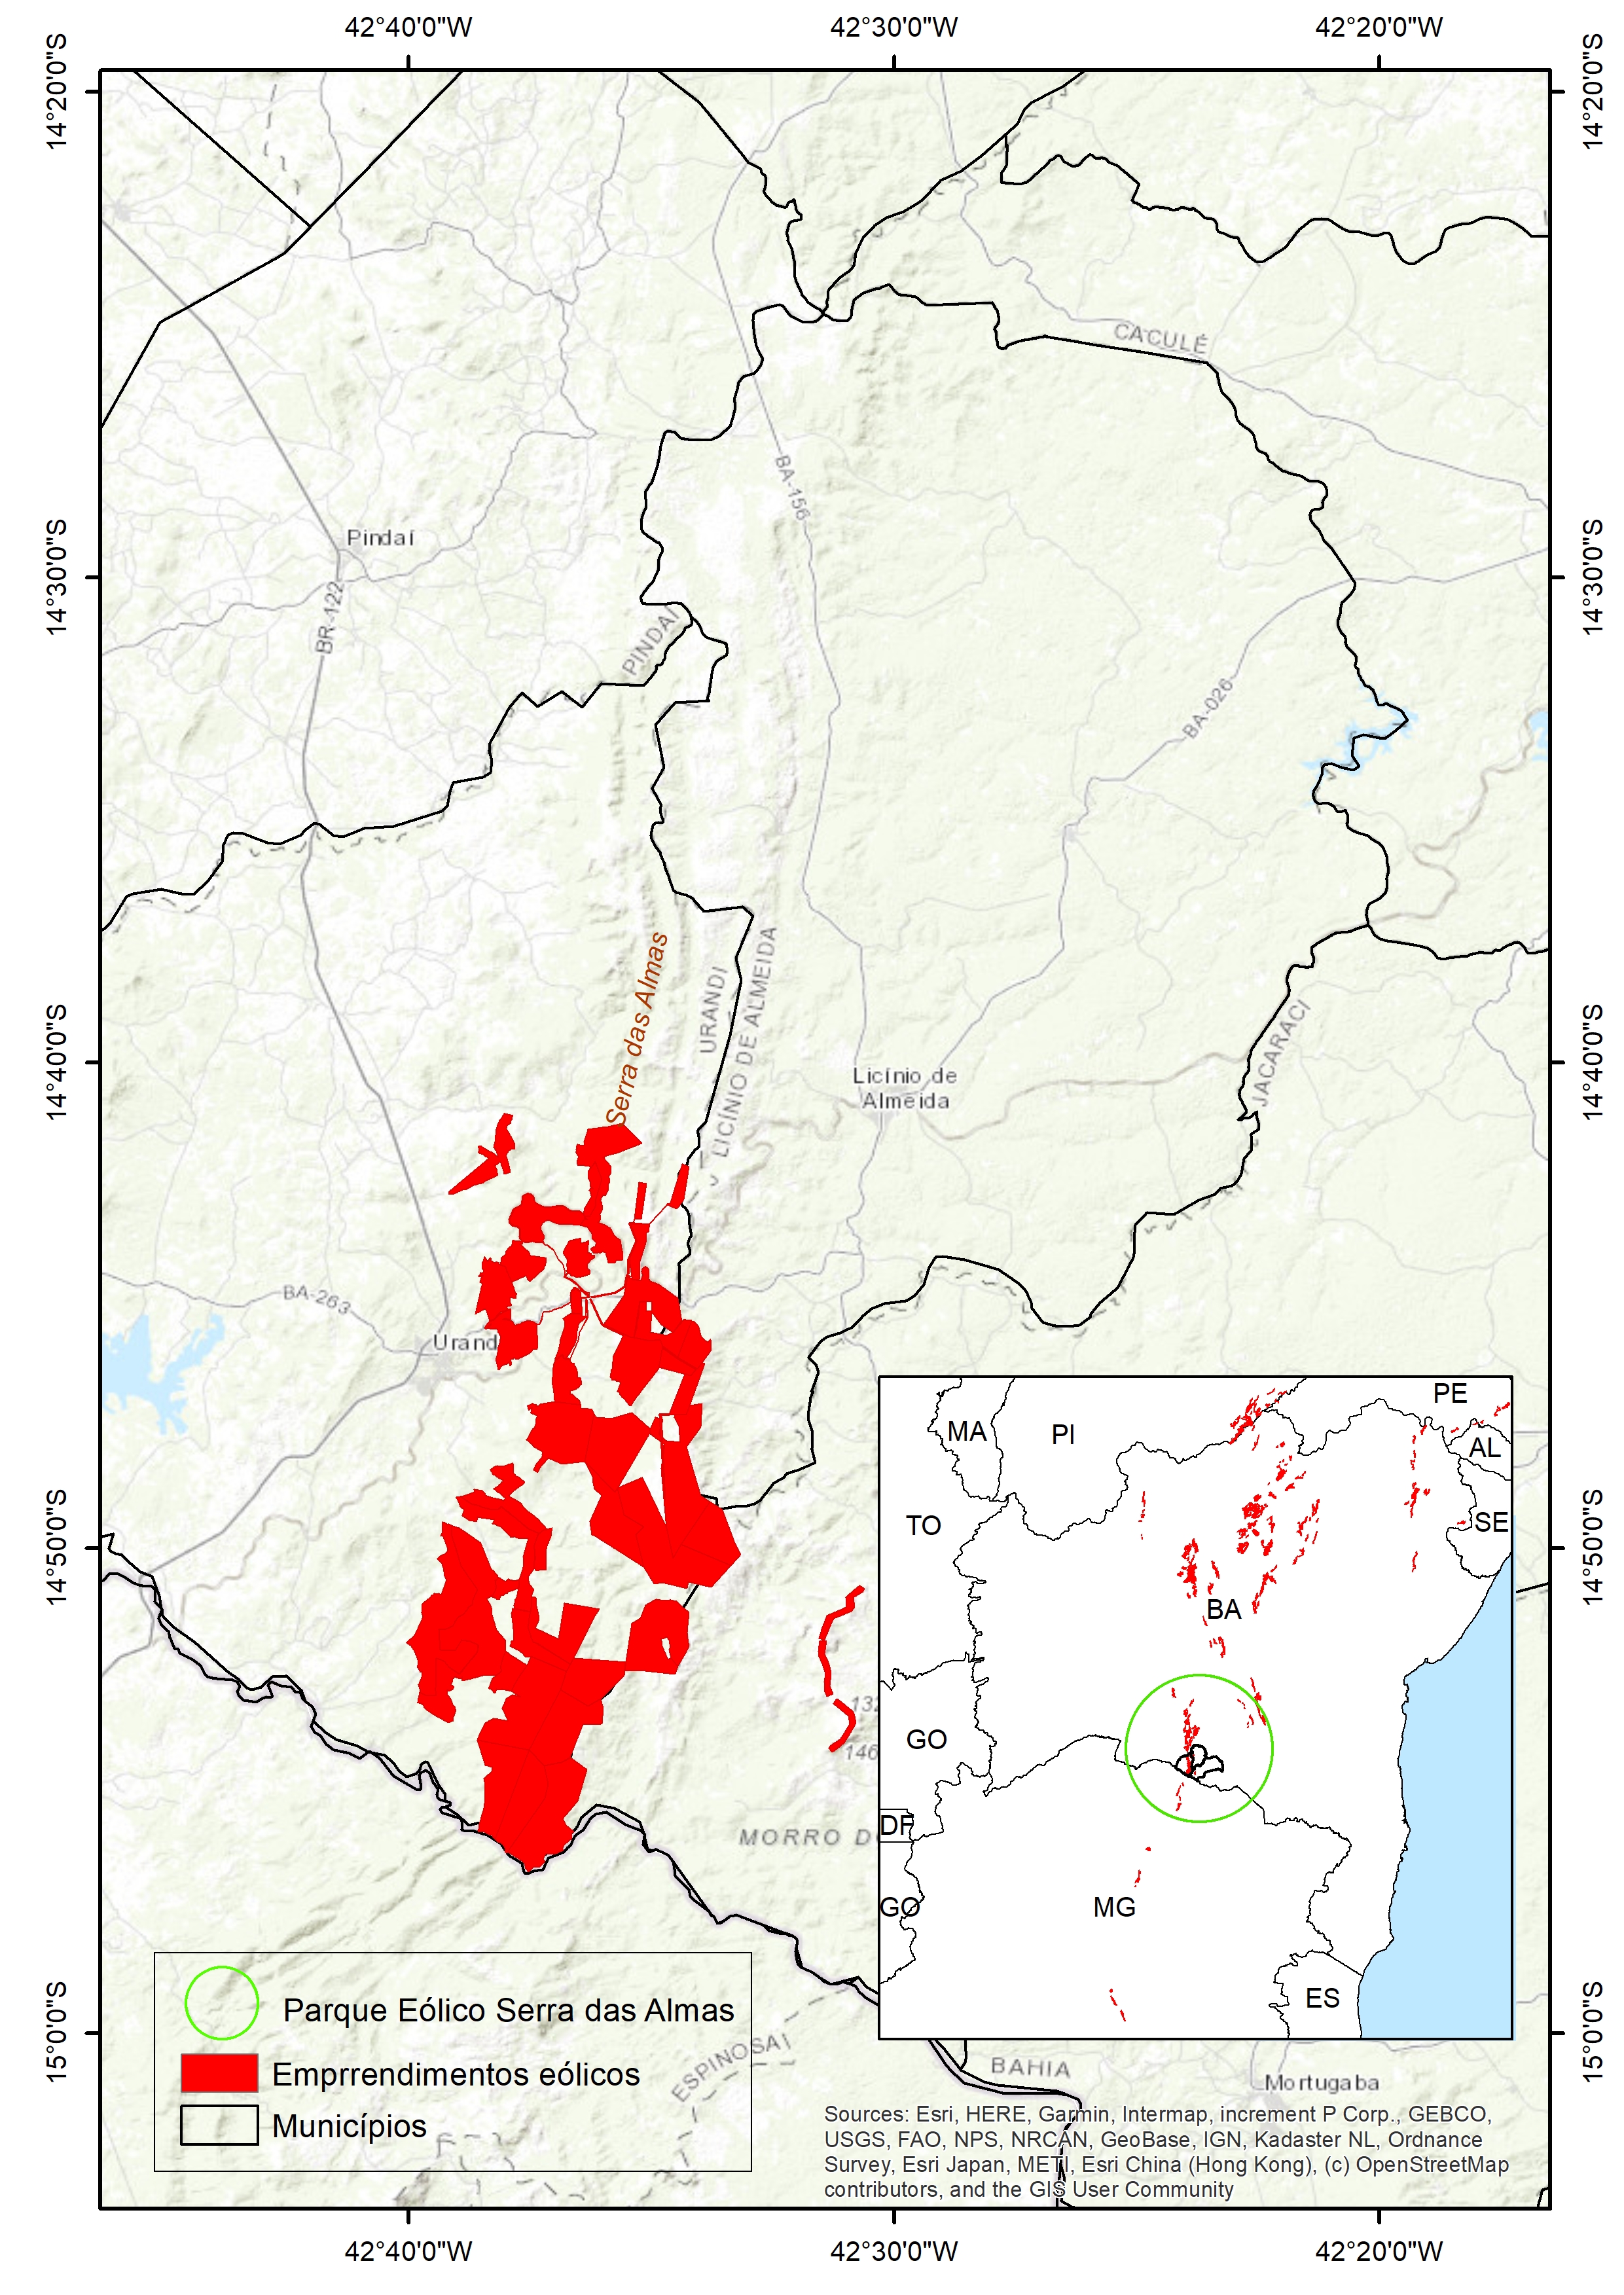 42°40'0"W
42°30'0"W
42°20'0"W
14°20'0"S
14°20'0"S
CACULÉ
BA-156
Pindaí
14°30'0"S
14°30'0"S
BR-122
PINDAÍ
BA-026
Serra das Almas
URANDI
LICÍNIO DE ALMEIDA
14°40'0"S
14°40'0"S
Licínio de
Almeida
JACARACI
BA-263
Urand
14°50'0"S
14°50'0"S
132
146
MORRO D
MA
PI
PE
AL
TO
SE
BA
GO
DF
GO
MG
ES
Parque Eólico Serra das Almas
Emprrendimentos eólicos
Municípios
15°0'0"S
15°0'0"S
ESPINOSA
BAHIA
Mortugaba
Sources: Esri, HERE, Garmin, Intermap, increment P Corp., GEBCO,
USGS, FAO, NPS, NRCAN, GeoBase, IGN, Kadaster NL, Ordnance
Survey, Esri Japan, METI, Esri China (Hong Kong), (c) OpenStreetMap
contributors, and the GIS User Community
42°40'0"W
42°30'0"W
42°20'0"W